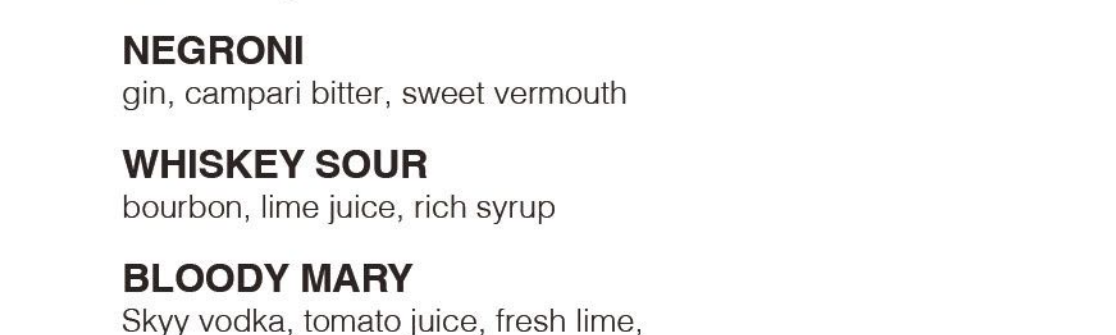 NEGRONI
gin, campari bitter, sweet vermouth
WHISKEY SOUR
bourbon, lime juice, rich syrup
BLOODY MARY
Skyy vodka, tomato juice, fresh lime,